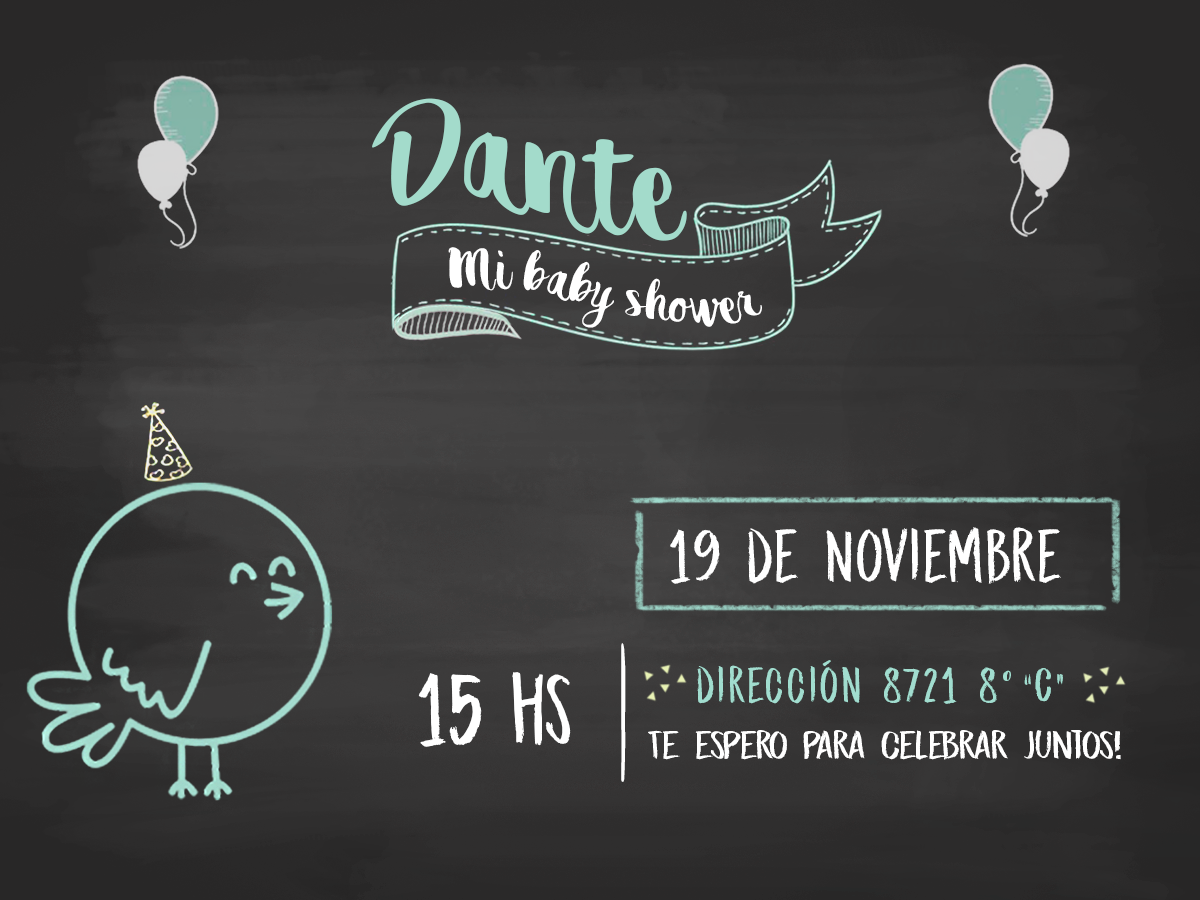 Dante
Mi baby shower
19 DE NOVIEMBRE
15 HS
DIRECCIÓN 8721 8° "C"
TE ESPERO PARA CELEBRAR JUNTOS!